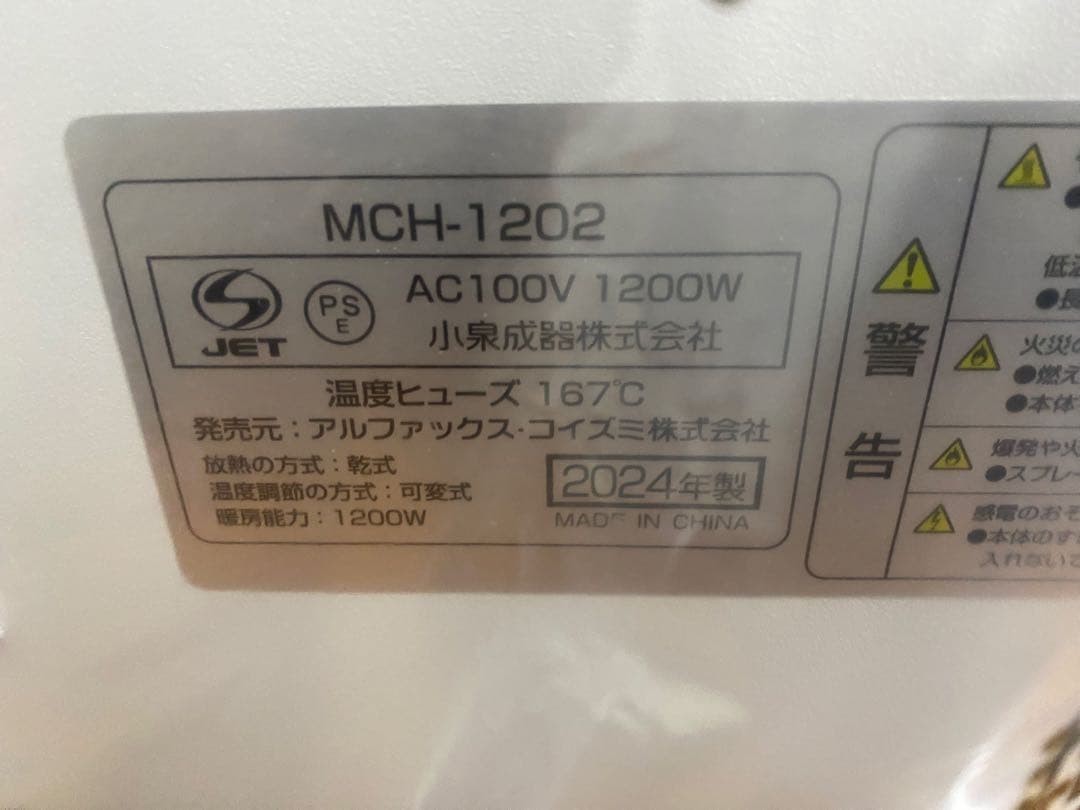 MCH-1202
JET
PS
E
AC100V 1200W
小泉成器株式会社
温度ヒューズ 167℃
発売元：アルファックス・コイズミ株式会社
放熱の方式：乾式
温度調節の方式：可変式
暖房能力：1200W
2024年製
MADE IN CHINA
警告
低温
●長
火災の
●燃え
●本体
爆発や火
●スプレー
感電のおそ
●本体のす
入れないで